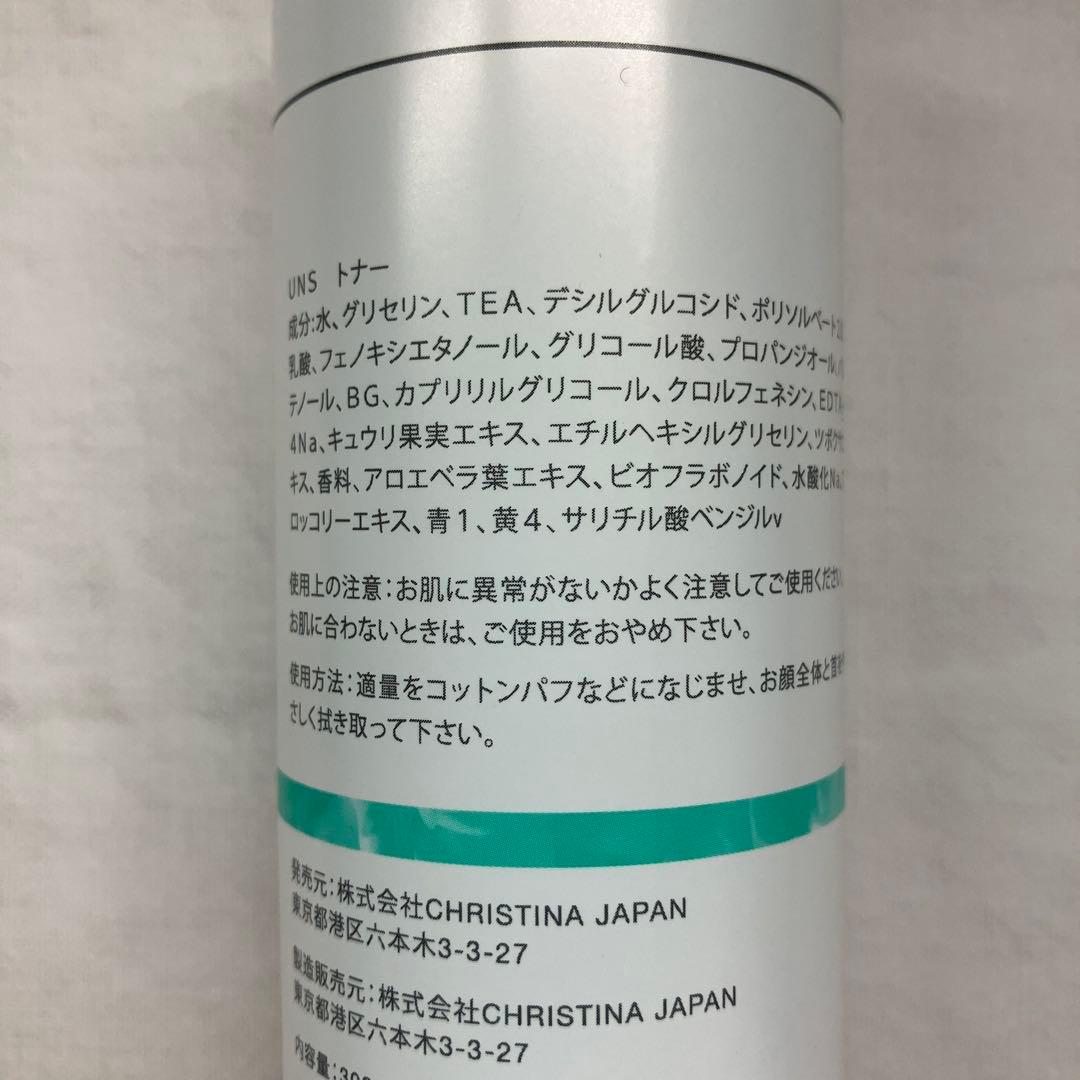 UNS トナー
成分:水、グリセリン、TEA、デシルグルコシド、ポリソルベート
乳酸、フェノキシエタノール、グリコール酸、プロパンジオール、
テノール、BG、カプリリルグリコール、クロルフェネシン、EDTA-
4Na、キュウリ果実エキス、エチルヘキシルグリセリン、ツボクサ
キス、香料、アロエベラ葉エキス、ビオフラボノイド、水酸化Na、
ロッコリーエキス、青1、黄4、サリチル酸ベンジルv
使用上の注意:お肌に異常がないかよく注意してご使用ください。
お肌に合わないときは、ご使用をおやめ下さい。
使用方法:適量をコットンパフなどになじませ、お顔全体と首を
さしく拭き取って下さい。
発売元:株式会社CHRISTINA JAPAN
東京都港区六本木3-3-27
製造販売元:株式会社CHRISTINA JAPAN
東京都港区六本木3-3-27
内容量: